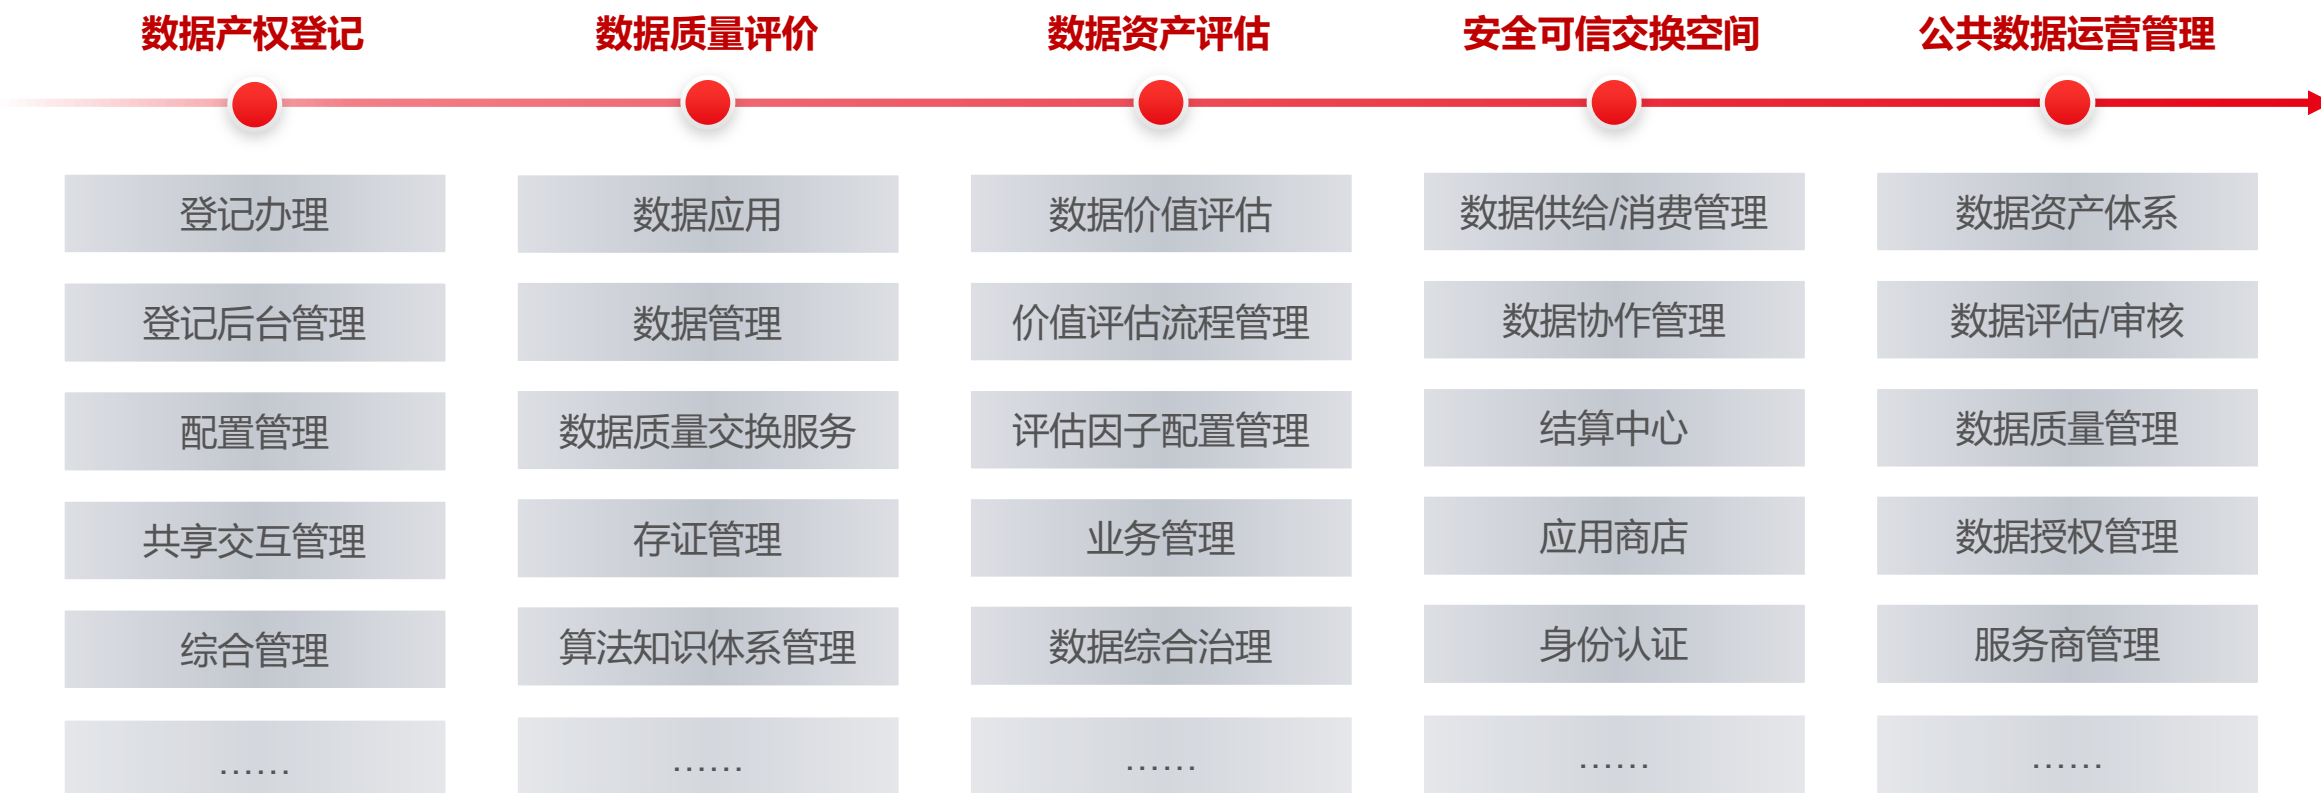 数据产权登记
登记办理
登记后台管理
配置管理
共享交互管理
综合管理
……
数据质量评价
数据应用
数据管理
数据质量交换服务
存证管理
算法知识体系管理
……
数据资产评估
数据价值评估
价值评估流程管理
评估因子配置管理
业务管理
数据综合治理
……
安全可信交换空间
数据供给/消费管理
数据协作管理
结算中心
应用商店
身份认证
……
公共数据运营管理
数据资产体系
数据评估/审核
数据质量管理
数据授权管理
服务商管理
……